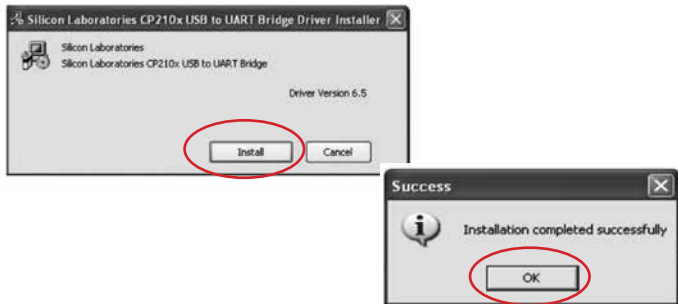 Silicon Laboratories CP210x USB to UART Bridge Driver Installer
Silicon Laboratories
Silicon Laboratories CP210x USB to UART Bridge
Driver Version 6.5
Install
Cancel
Success
Installation completed successfully
OK